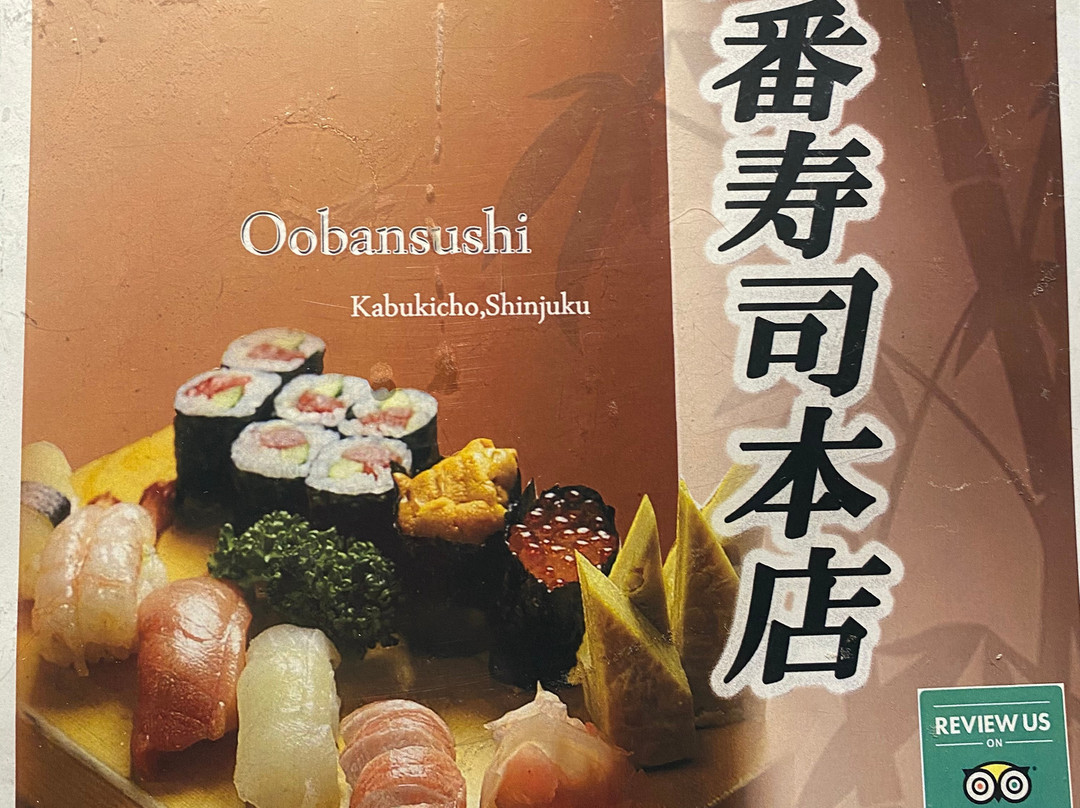 Oobansushi
Kabukicho,Shinjuku
番寿司本店
REVIEW US
ON